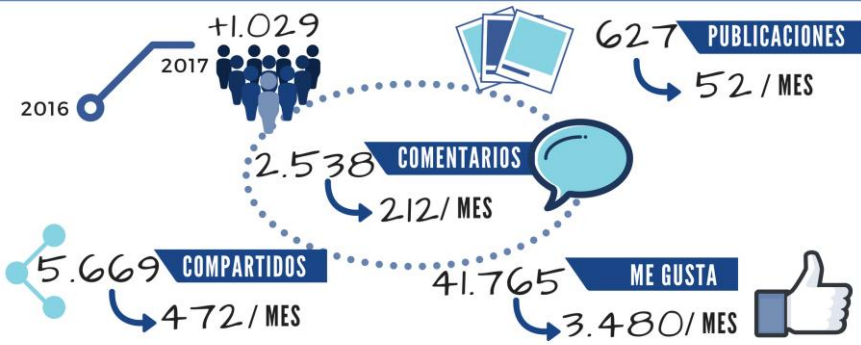 +1.029
2017
2016
627 PUBLICACIONES
52 / MES
2.538 COMENTARIOS
212/ MES
5.669 COMPARTIDOS
472/ MES
41.765 ME GUSTA
3.480/ MES